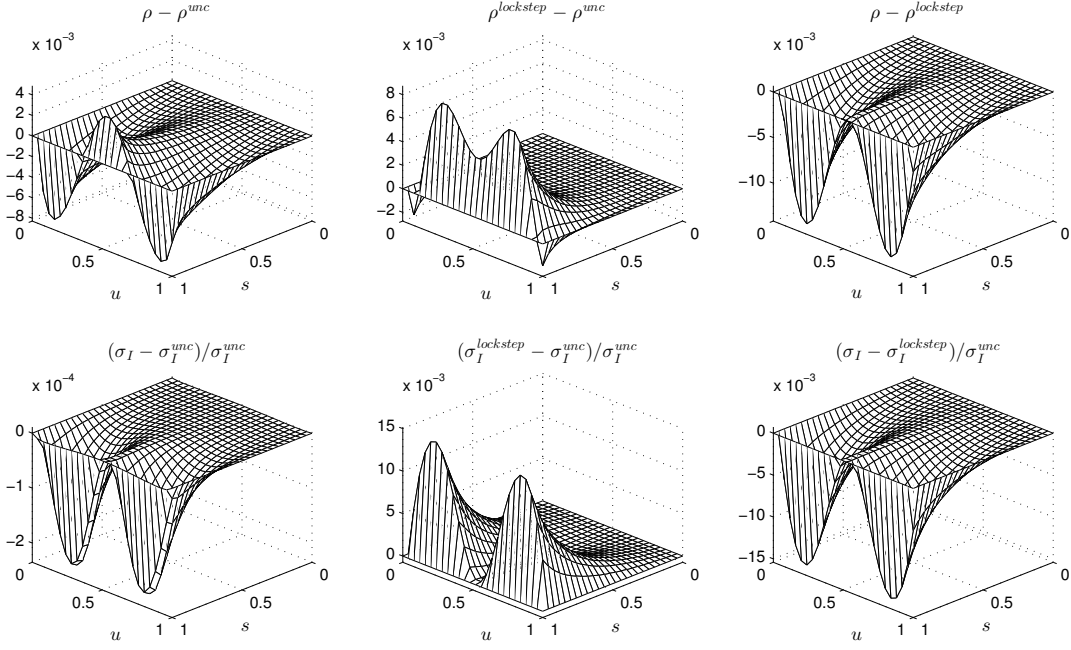 ρ − ρ^{unc}
x 10⁻³
4
2
0
−2
−4
−6
−8
0
0.5
1
u
1
0.5
0
s
ρ^{lockstep} − ρ^{unc}
x 10⁻³
8
6
4
2
0
−2
0
0.5
1
u
1
0.5
0
s
ρ − ρ^{lockstep}
x 10⁻³
0
−5
−10
0
0.5
1
u
1
0.5
0
s
(σ_I − σ_I^{unc})/σ_I^{unc}
x 10⁻⁴
0
−1
−2
0
0.5
1
u
1
0.5
0
s
(σ_I^{lockstep} − σ_I^{unc})/σ_I^{unc}
x 10⁻³
15
10
5
0
0
0.5
1
u
1
0.5
0
s
(σ_I − σ_I^{lockstep})/σ_I^{unc}
x 10⁻³
0
−5
−10
−15
0
0.5
1
u
1
0.5
0
s